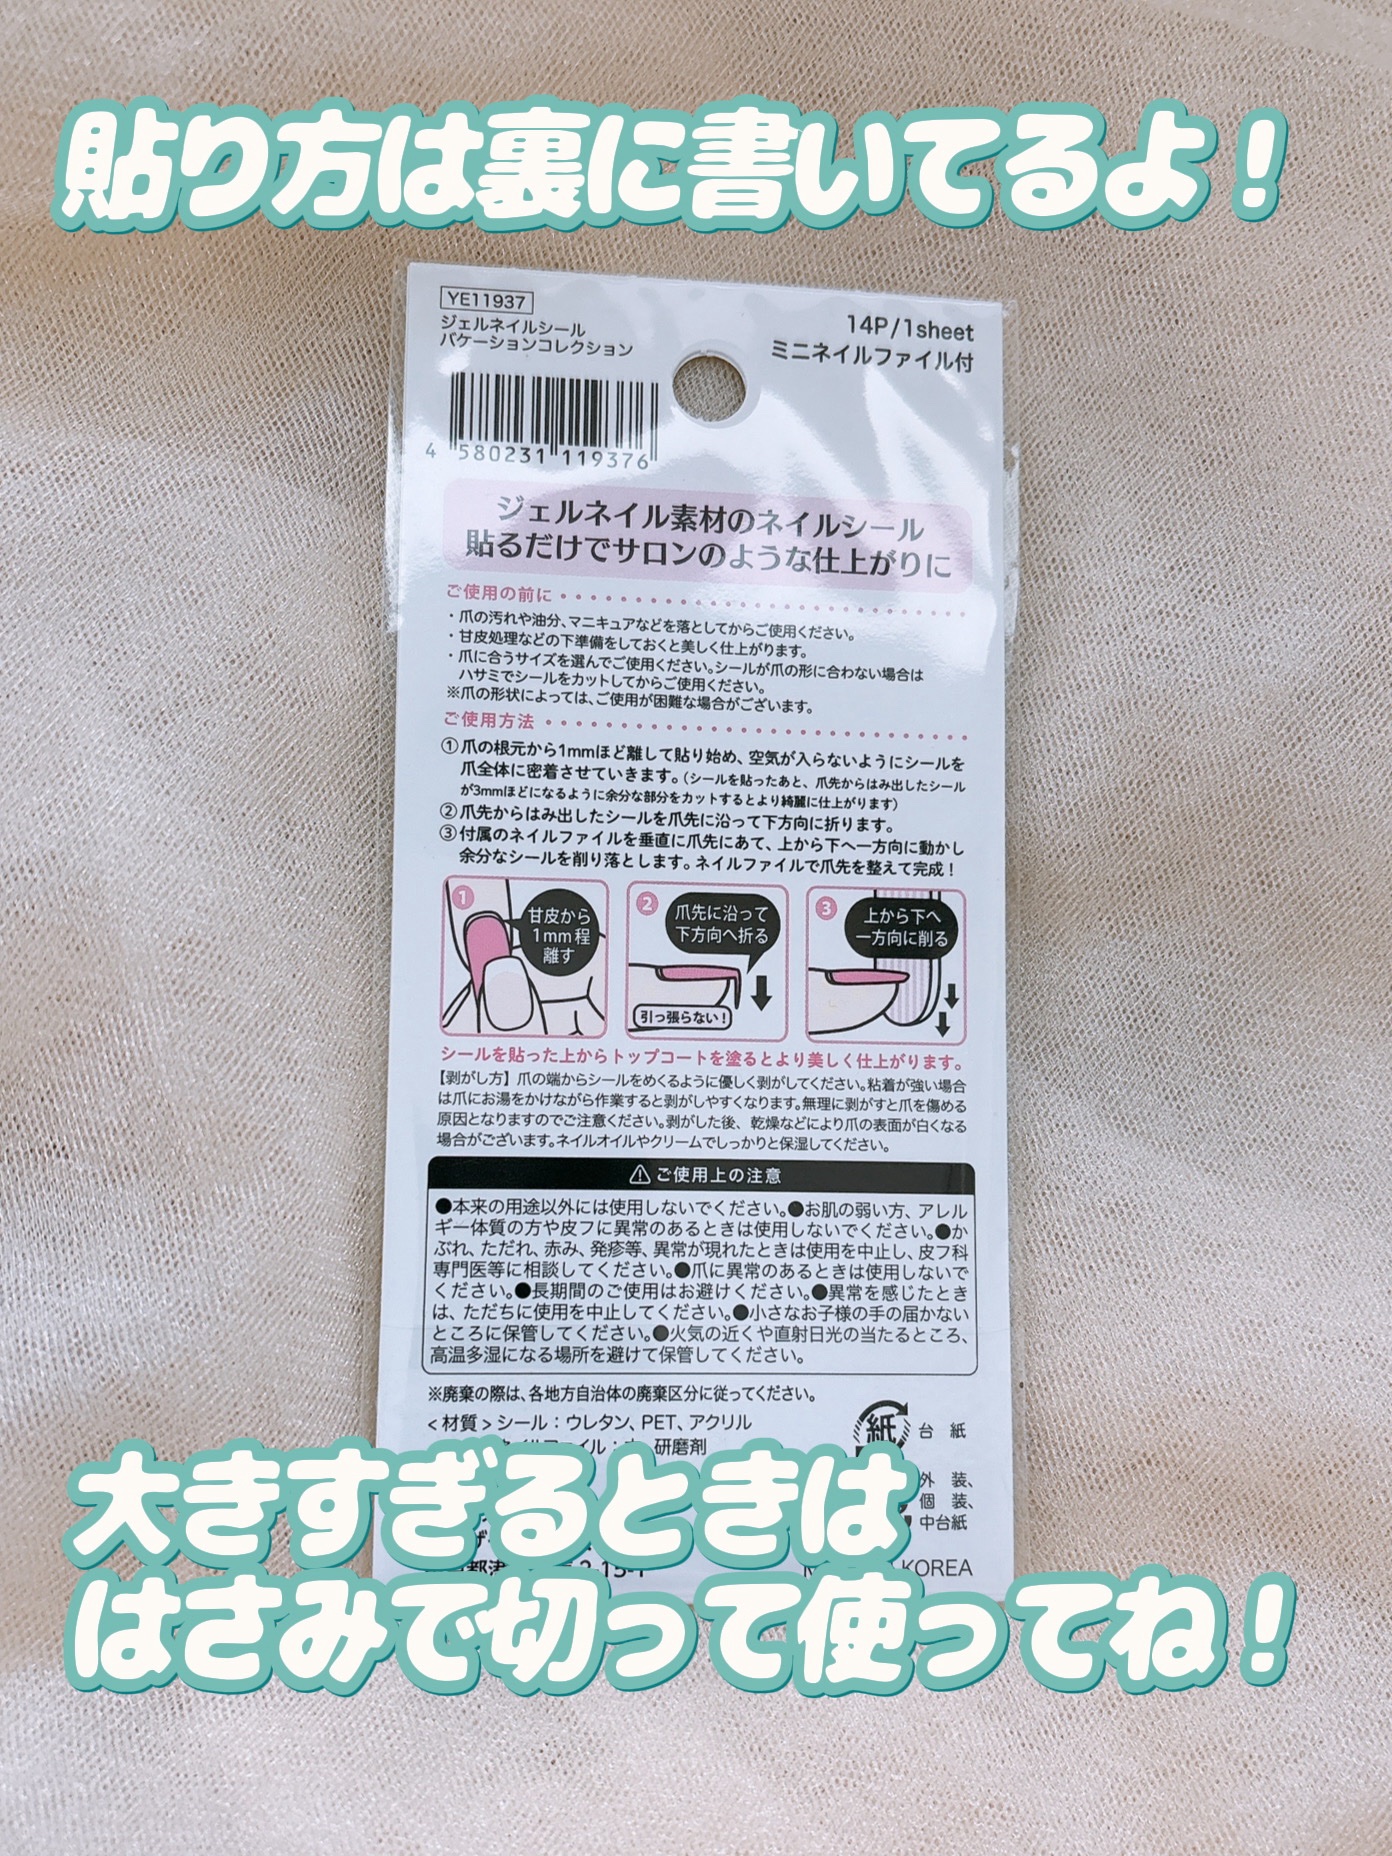 貼り方は裏に書いてるよ！
YE11937
ジェルネイルシール
バケーションコレクション
14P/1sheet
ミニネイルファイル付
4 580231 119376
ジェルネイル素材のネイルシール
貼るだけでサロンのような仕上がりに
ご使用の前に
・爪の汚れや油分、マニキュアなどを落としてからご使用ください。
・甘皮処理などの下準備をしておくと美しく仕上がります。
・爪に合うサイズを選んでご使用ください。シールが爪の形に合わない場合は
ハサミでシールをカットしてからご使用ください。
※爪の形状によっては、ご使用が困難な場合がございます。
ご使用方法
①爪の根元から1mmほど離して貼り始め、空気が入らないようにシールを
爪全体に密着させていきます。（シールを貼ったあと、爪先からはみ出したシール
が3mmほどになるように余分な部分をカットするとより綺麗に仕上がります）
②爪先からはみ出したシールを爪先に沿って下方向に折ります。
③付属のネイルファイルを垂直に爪先にあて、上から下へ一方向に動かし
余分なシールを削り落とします。ネイルファイルで爪先を整えて完成！
1
甘皮から
1mm程
離す
2
爪先に沿って
下方向へ折る
引っ張らない！
3
上から下へ
一方向に削る
シールを貼った上からトップコートを塗るとより美しく仕上がります。
【剥がし方】爪の端からシールをめくるように優しく剥がしてください。粘着が強い場合
は爪にお湯をかけながら作業すると剥がしやすくなります。無理に剥がすと爪を傷める
原因となりますのでご注意ください。剥がした後、乾燥などにより爪の表面が白くなる
場合がございます。ネイルオイルやクリームでしっかりと保湿してください。
⚠ご使用上の注意
●本来の用途以外には使用しないでください。●お肌の弱い方、アレル
ギー体質の方や皮フに異常のあるときは使用しないでください。●か
ぶれ、ただれ、赤み、発疹等、異常が現れたときは使用を中止し、皮フ科
専門医等に相談してください。●爪に異常のあるときは使用しないで
ください。●長期間のご使用はお避けください。●異常を感じたとき
は、ただちに使用を中止してください。●小さなお子様の手の届かない
ところに保管してください。●火気の近くや直射日光の当たるところ、
高温多湿になる場所を避けて保管してください。
※廃棄の際は、各地方自治体の廃棄区分に従ってください。
<材質>シール：ウレタン、PET、アクリル
研磨剤
紙
台紙
外装、
個装、
中台紙
KOREA
大きすぎるときは
はさみで切って使ってね！